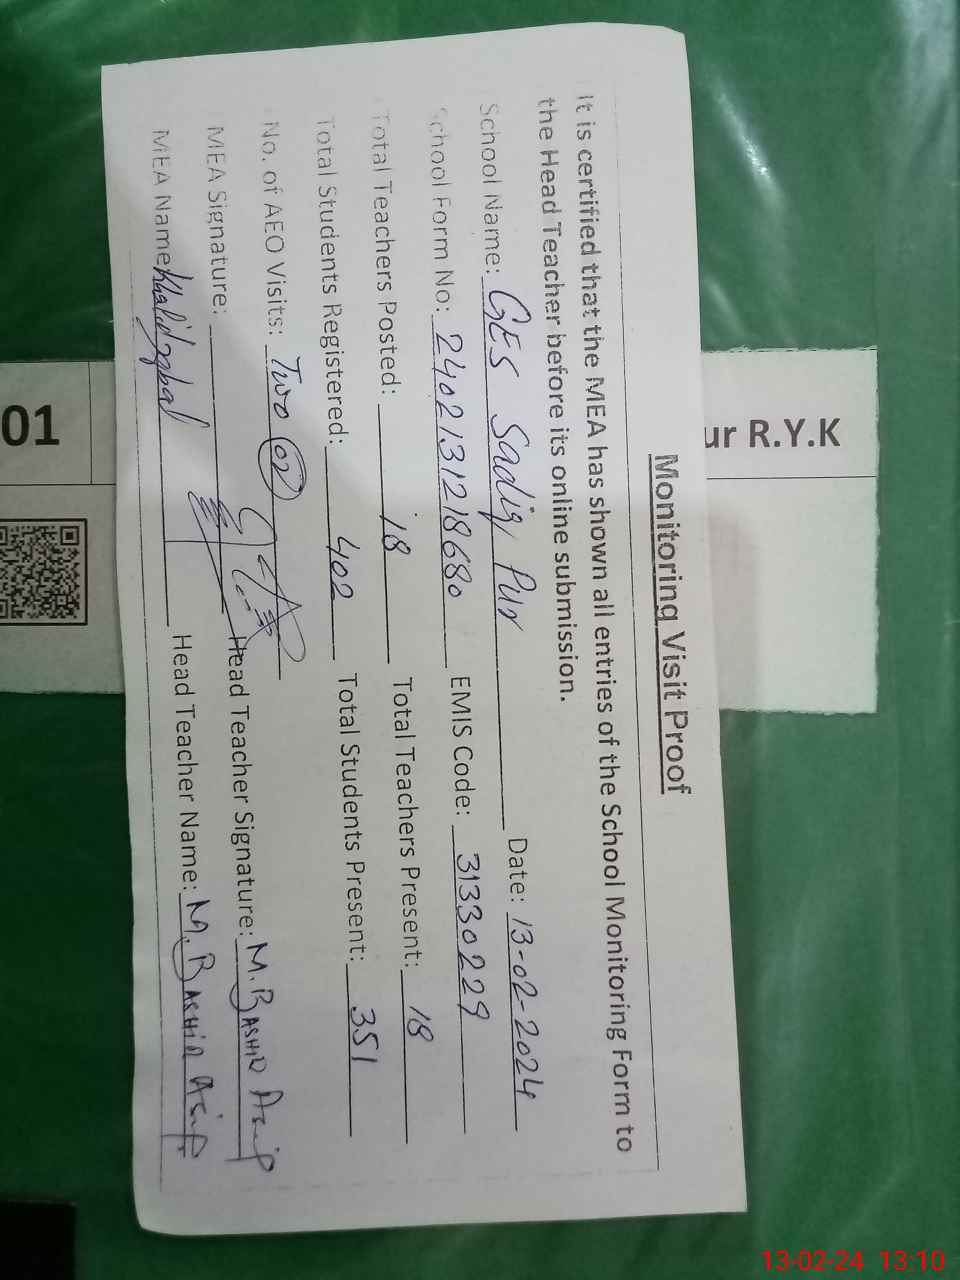 Monitoring Visit Proof
It is certified that the MEA has shown all entries of the School Monitoring Form to
the Head Teacher before its online submission.
School Name: GES Sadiq Pur Date: 13-02-2024
School Form No: 2402131218680 EMIS Code: 31330229
Total Teachers Posted: 18 Total Teachers Present: 18
Total Students Registered: 402 Total Students Present: 351
No. of AEO Visits: Two 02
MEA Signature: Head Teacher Signature: M. Bashir Asif
MEA Name Khalid Iqbal Head Teacher Name: M. Bashir Asif
ur R.Y.K
01
13-02-24 13:10